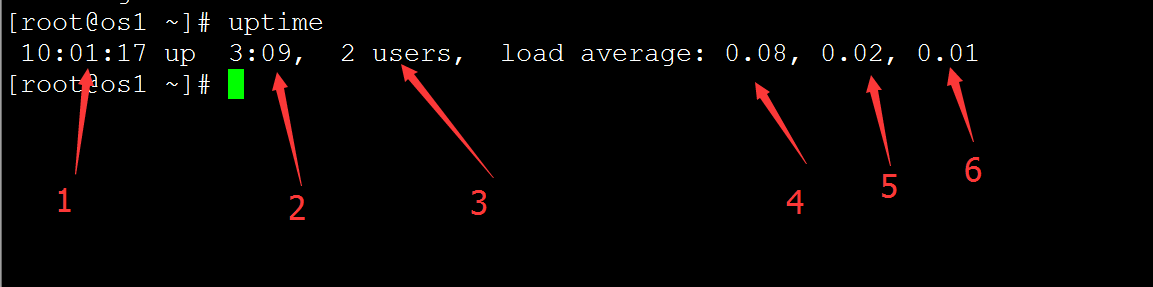 [root@os1 ~]# uptime
10:01:17 up 3:09, 2 users, load average: 0.08, 0.02, 0.01
[root@os1 ~]#
1 2 3 4 5 6